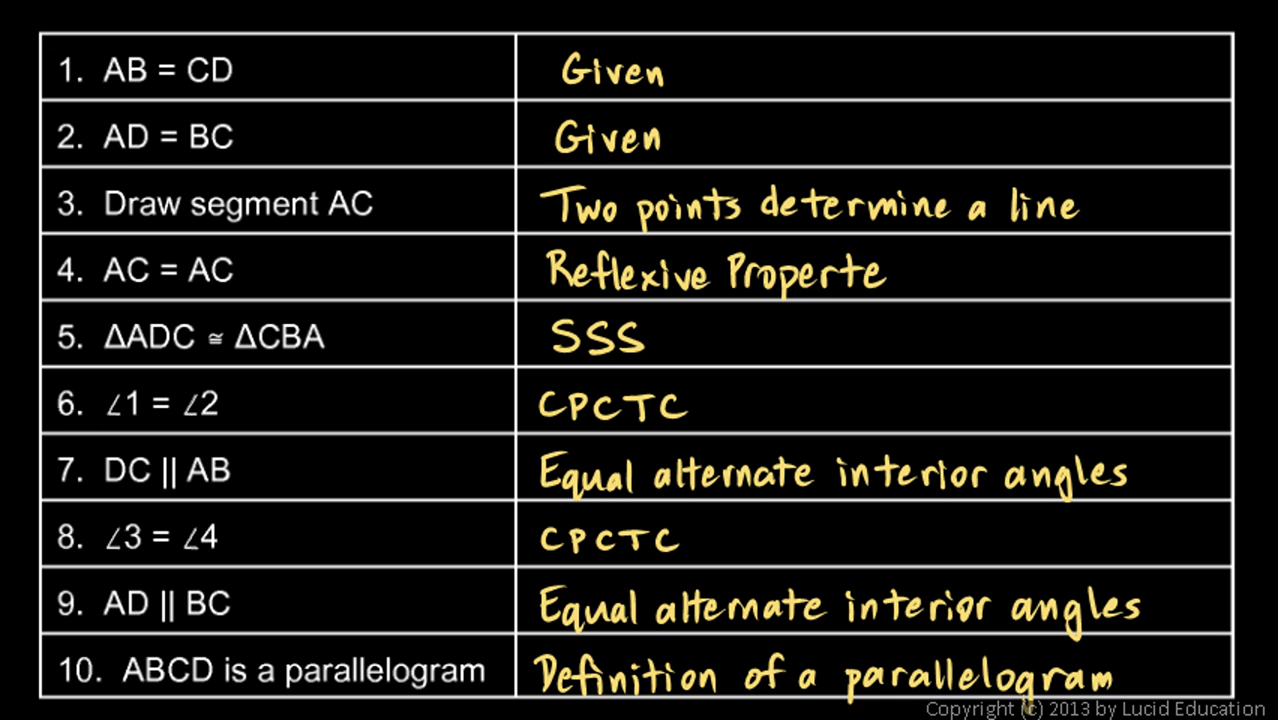 1. AB = CD Given
2. AD = BC Given
3. Draw segment AC Two points determine a line
4. AC = AC Reflexive Properte
5. ΔADC ≅ ΔCBA SSS
6. ∠1 = ∠2 CPCTC
7. DC || AB Equal alternate interior angles
8. ∠3 = ∠4 CPCTC
9. AD || BC Equal alternate interior angles
10. ABCD is a parallelogram Definition of a parallelogram
Copyright (c) 2013 by Lucid Education